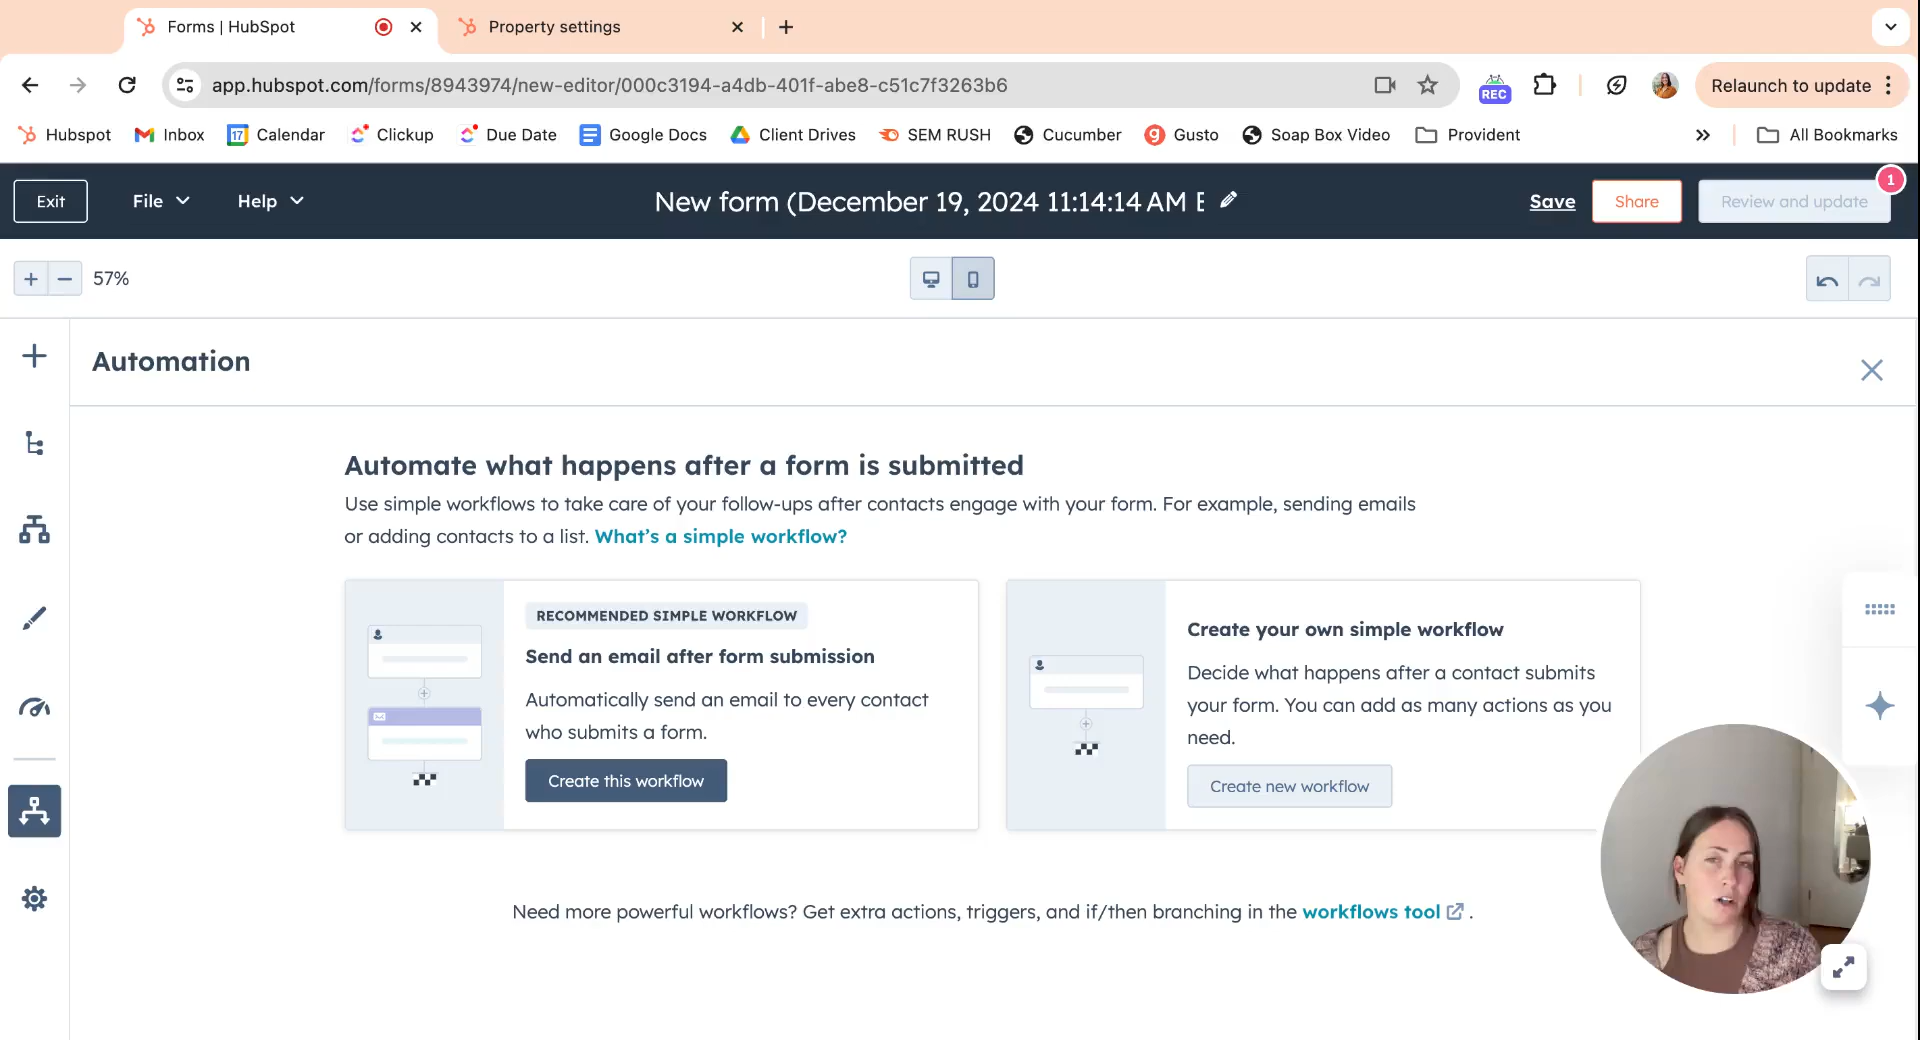 Forms | HubSpot
Property settings
app.hubspot.com/forms/8943974/new-editor/000c3194-a4db-401f-abe8-c51c7f3263b6
REC
Relaunch to update
Hubspot
Inbox
17
Calendar
Clickup
Due Date
Google Docs
Client Drives
SEM RUSH
Cucumber
Gusto
Soap Box Video
Provident
All Bookmarks
Exit
File
Help
New form (December 19, 2024 11:14:14 AM E
Save
Share
Review and update
1
57%
Automation
Automate what happens after a form is submitted
Use simple workflows to take care of your follow-ups after contacts engage with your form. For example, sending emails
or adding contacts to a list. What's a simple workflow?
RECOMMENDED SIMPLE WORKFLOW
Send an email after form submission
Automatically send an email to every contact
who submits a form.
Create this workflow
Create your own simple workflow
Decide what happens after a contact submits
your form. You can add as many actions as you
need.
Create new workflow
Need more powerful workflows? Get extra actions, triggers, and if/then branching in the workflows tool .